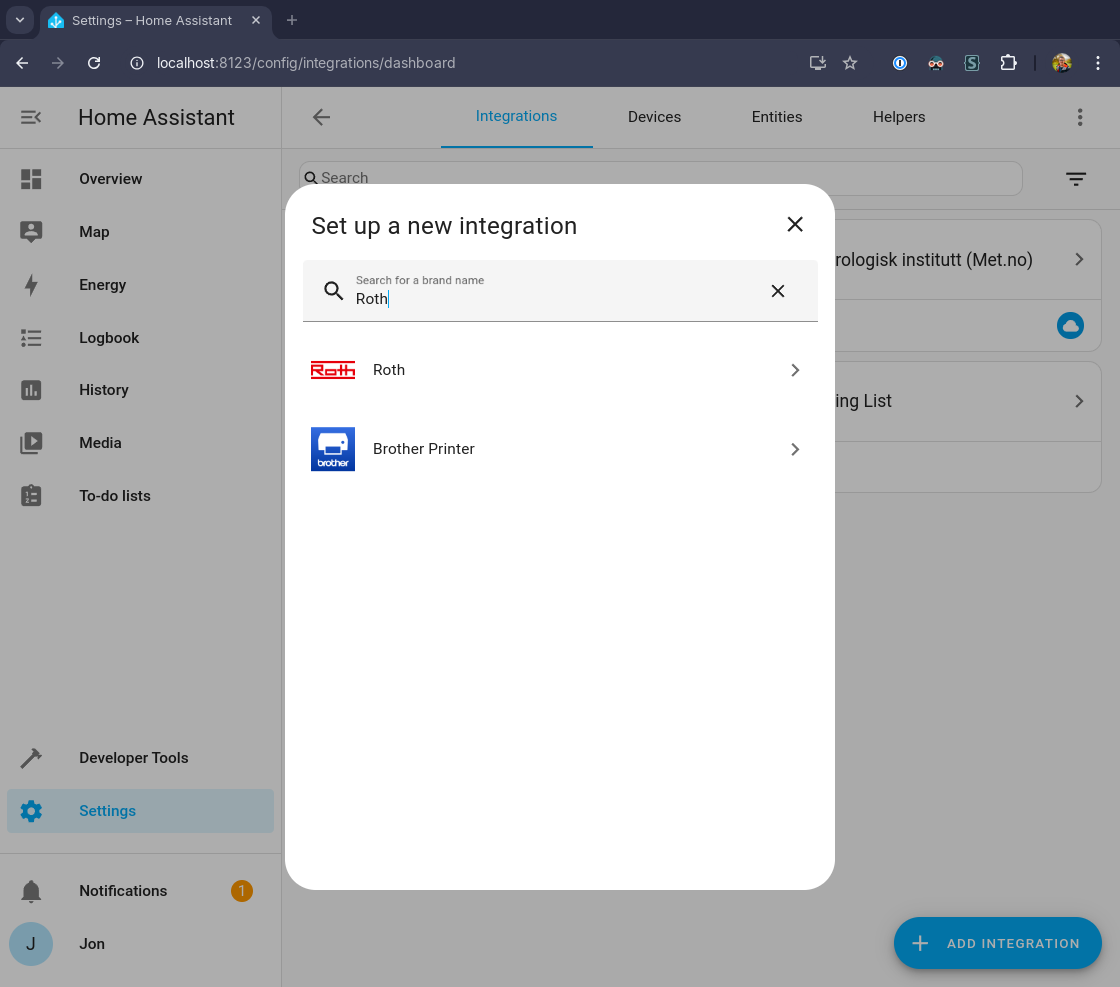 Settings – Home Assistant
localhost:8123/config/integrations/dashboard
Home Assistant
Integrations
Devices
Entities
Helpers
Search
Overview
Map
Energy
Logbook
History
Media
To-do lists
Developer Tools
Settings
Notifications
1
J
Jon
rologisk institutt (Met.no)
ing List
Set up a new integration
Search for a brand name
Roth
Roth
Roth
brother
Brother Printer
ADD INTEGRATION